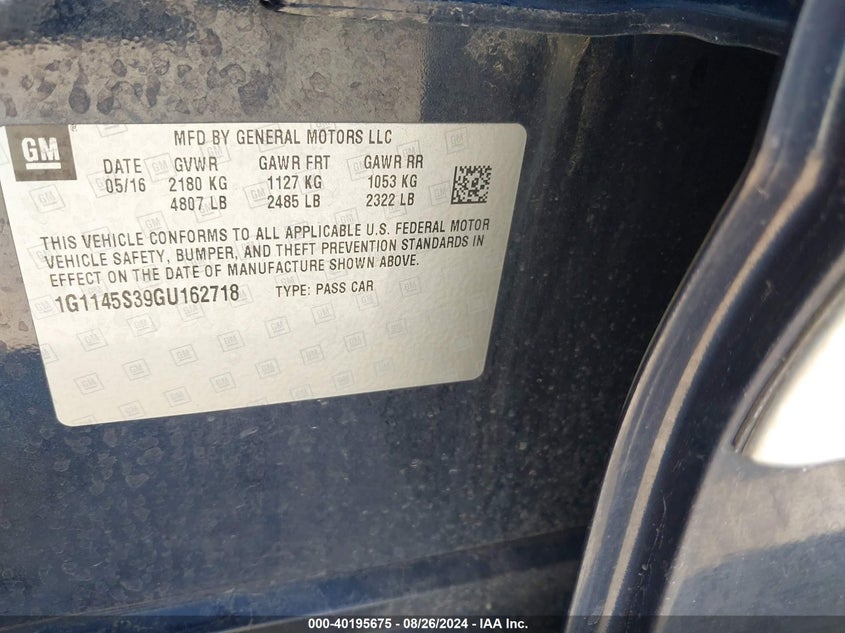 GM
MFD BY GENERAL MOTORS LLC
DATE GVWR GAWR FRT GAWR RR
05/16 2180 KG 1127 KG 1053 KG
4807 LB 2485 LB 2322 LB
THIS VEHICLE CONFORMS TO ALL APPLICABLE U.S. FEDERAL MOTOR
VEHICLE SAFETY, BUMPER, AND THEFT PREVENTION STANDARDS IN
EFFECT ON THE DATE OF MANUFACTURE SHOWN ABOVE.
1G1145S39GU162718 TYPE: PASS CAR
000-40195675 / 08/26/2024 - IAA Inc.